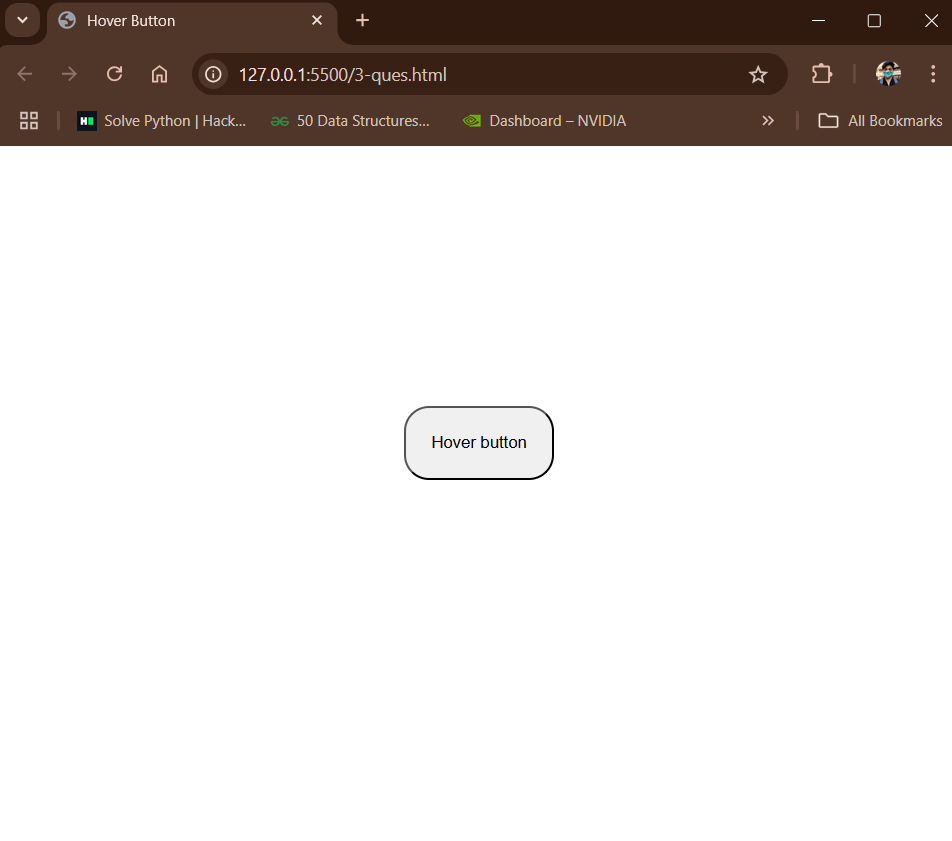 Hover Button
127.0.0.1:5500/3-ques.html
H
Solve Python | Hack...
50 Data Structures...
Dashboard – NVIDIA
All Bookmarks
Hover button